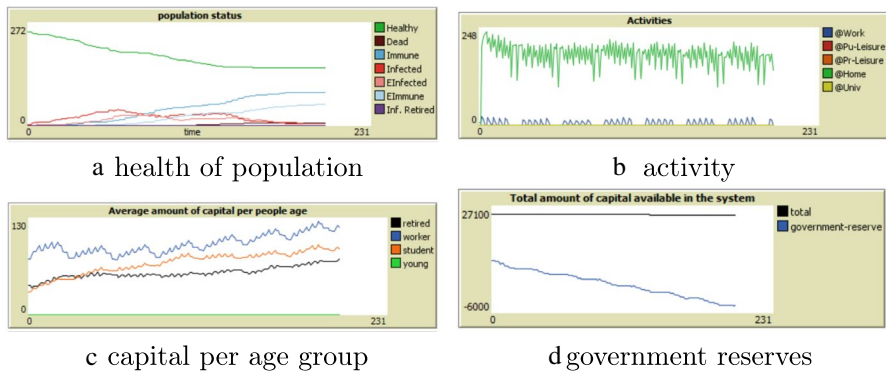 population status
272
0
0
time
231
Healthy
Dead
Immune
Infected
EInfected
EImmune
Inf. Retired
a health of population
Activities
248
0
0
231
@Work
@Pu-Leisure
@Pr-Leisure
@Home
@Univ
b activity
Average amount of capital per people age
130
0
0
231
retired
worker
student
young
c capital per age group
Total amount of capital available in the system
27100
-6000
0
231
total
government-reserve
d government reserves